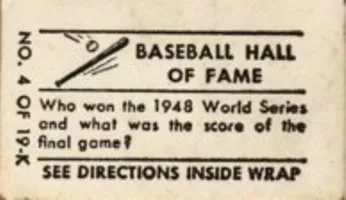 NO. 4 OF 19-K
BASEBALL HALL
OF FAME
Who won the 1948 World Series
and what was the score of the
final game?
SEE DIRECTIONS INSIDE WRAP